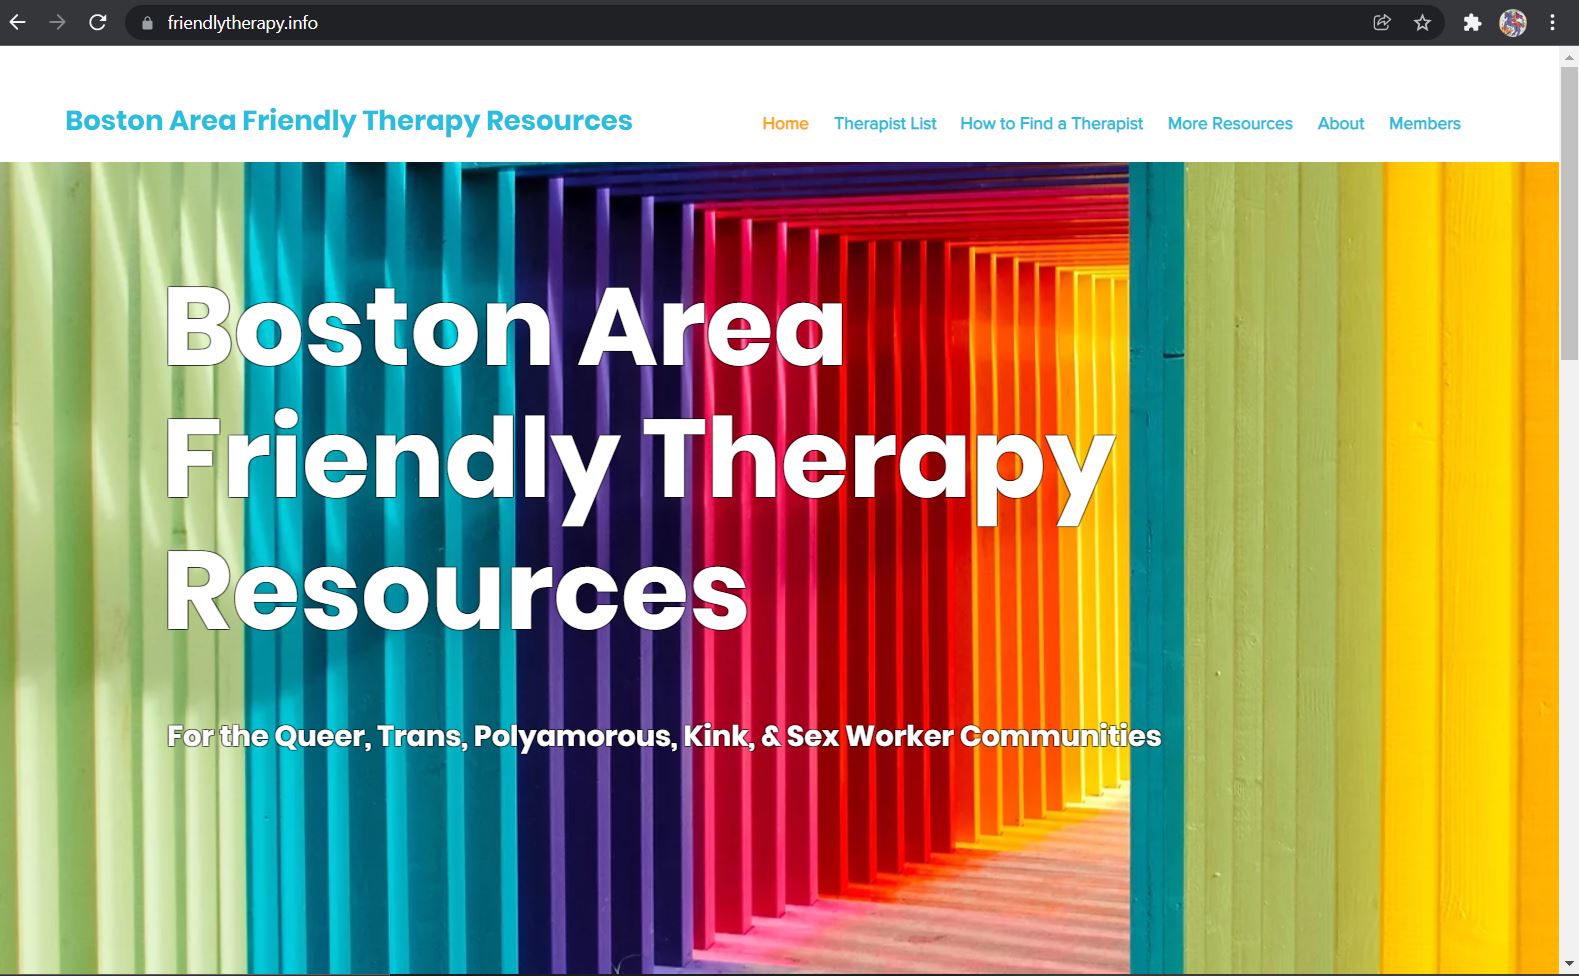 friendlytherapy.info
Boston Area Friendly Therapy Resources
Home Therapist List How to Find a Therapist More Resources About Members
Boston Area
Friendly Therapy
Resources
For the Queer, Trans, Polyamorous, Kink, & Sex Worker Communities